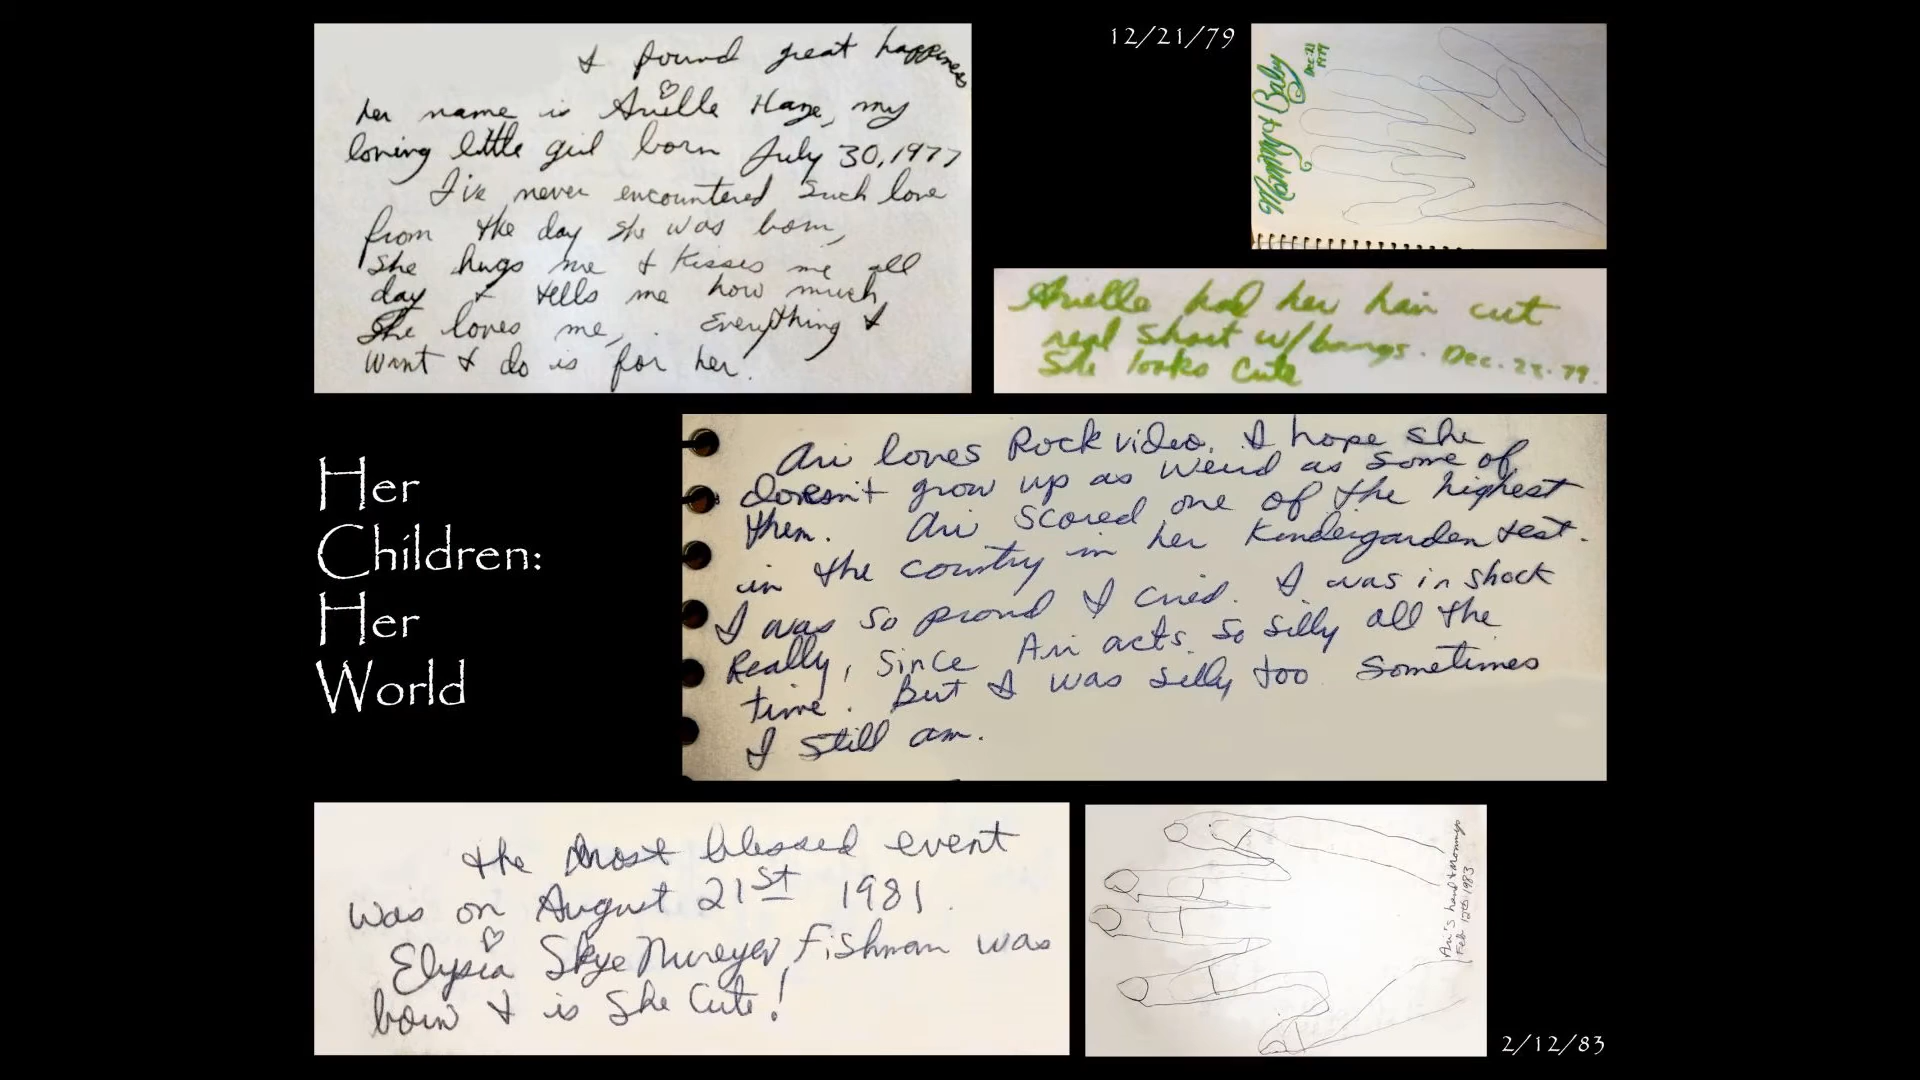 I found great happiness
her name is Arielle Haze, my
loving little girl born July 30, 1977
I've never encountered such love
from the day she was born,
She hugs me & kisses me all
day & tells me how much
She loves me, . Everything I
want & do is for her.
12/21/79
Mommy & Baby
Dec. 21
1979
Arielle had her hair cut
real short w/bangs. Dec. 23. 79.
She looks cute
Her
Children:
Her
World
Ari loves Rock video. I hope she
doesn't grow up as weird as some of
them. Ari scored one of the highest
in the country in her Kindergarden test.
I was so proud I cried. I was in shock
Really, since Ari acts so silly all the
time. But I was silly too. Sometimes
I still am.
the most blessed event
was on August 21st 1981.
Elysia Skye Fishman was
born & is She Cute!
Ari's hand & Mommys
Feb 12th 1983
2/12/83